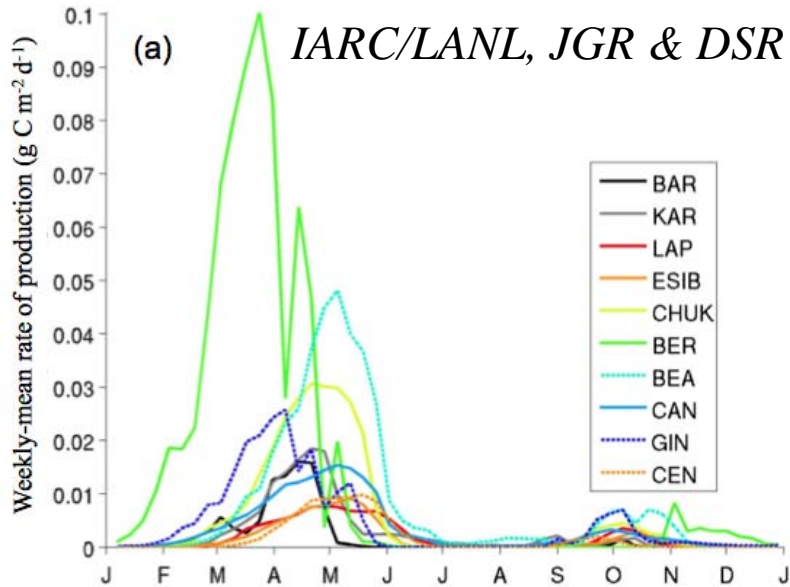 (a) IARC/LANL, JGR & DSR
Weekly-mean rate of production (g C m⁻² d⁻¹)
0.1
0.09
0.08
0.07
0.06
0.05
0.04
0.03
0.02
0.01
0
BAR
KAR
LAP
ESIB
CHUK
BER
BEA
CAN
GIN
CEN
J F M A M J J A S O N D J